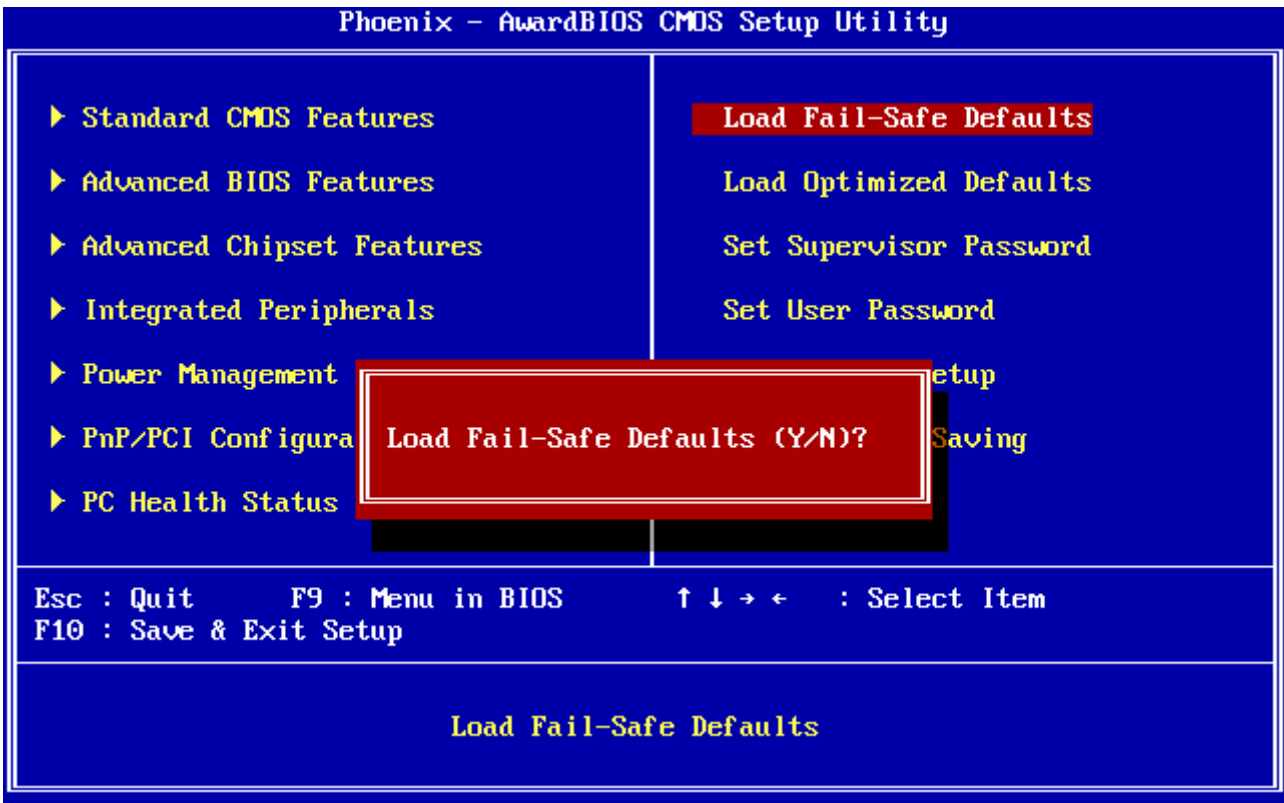 Phoenix - AwardBIOS CMOS Setup Utility
▶ Standard CMOS Features
▶ Advanced BIOS Features
▶ Advanced Chipset Features
▶ Integrated Peripherals
▶ Power Management
▶ PnP/PCI Configura
▶ PC Health Status
Load Fail-Safe Defaults
Load Optimized Defaults
Set Supervisor Password
Set User Password
etup
Saving
Load Fail-Safe Defaults (Y/N)?
Esc : Quit F9 : Menu in BIOS ↑ ↓ → ← : Select Item
F10 : Save & Exit Setup
Load Fail-Safe Defaults